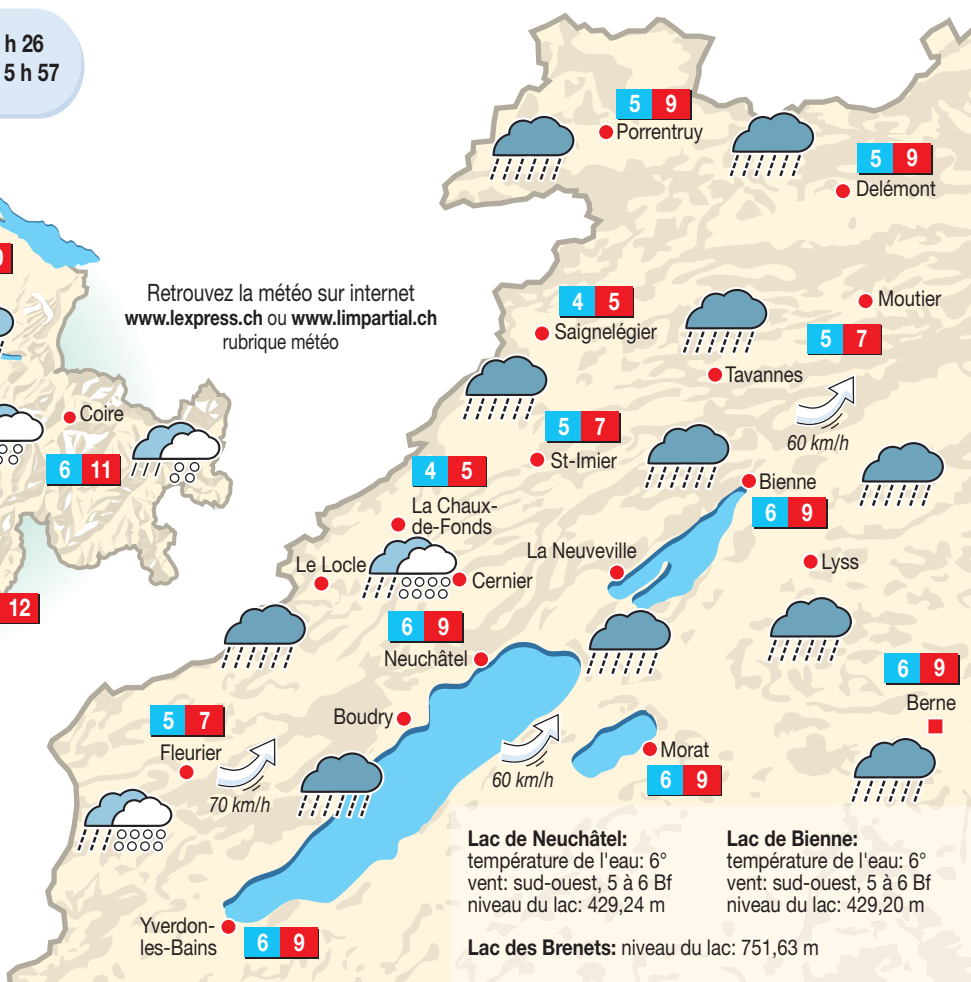 h 26
5 h 57
5 9
Porrentruy
5 9
Delémont
Retrouvez la météo sur internet
www.lexpress.ch ou www.limpartial.ch
rubrique météo
4 5
Saignelégier
Moutier
5 7
Tavannes
60 km/h
Coire
6 11
5 7
St-Imier
4 5
La Chaux-
de-Fonds
Bienne
6 9
Le Locle
Cernier
La Neuveville
Lyss
12
6 9
Neuchâtel
6 9
Berne
5 7
Fleurier
70 km/h
Boudry
60 km/h
Morat
6 9
Yverdon-
les-Bains
6 9
Lac de Neuchâtel:
température de l'eau: 6°
vent: sud-ouest, 5 à 6 Bf
niveau du lac: 429,24 m
Lac de Bienne:
température de l'eau: 6°
vent: sud-ouest, 5 à 6 Bf
niveau du lac: 429,20 m
Lac des Brenets: niveau du lac: 751,63 m